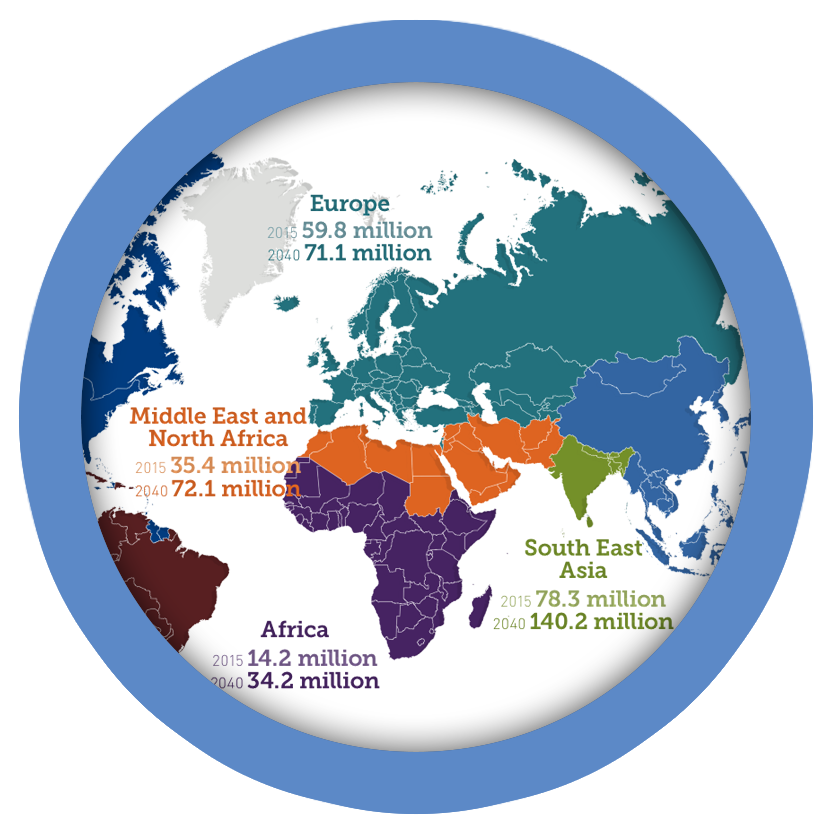 Europe
2015 59.8 million
2040 71.1 million
Middle East and
North Africa
2015 35.4 million
2040 72.1 million
South East
Asia
2015 78.3 million
2040 140.2 million
Africa
2015 14.2 million
2040 34.2 million